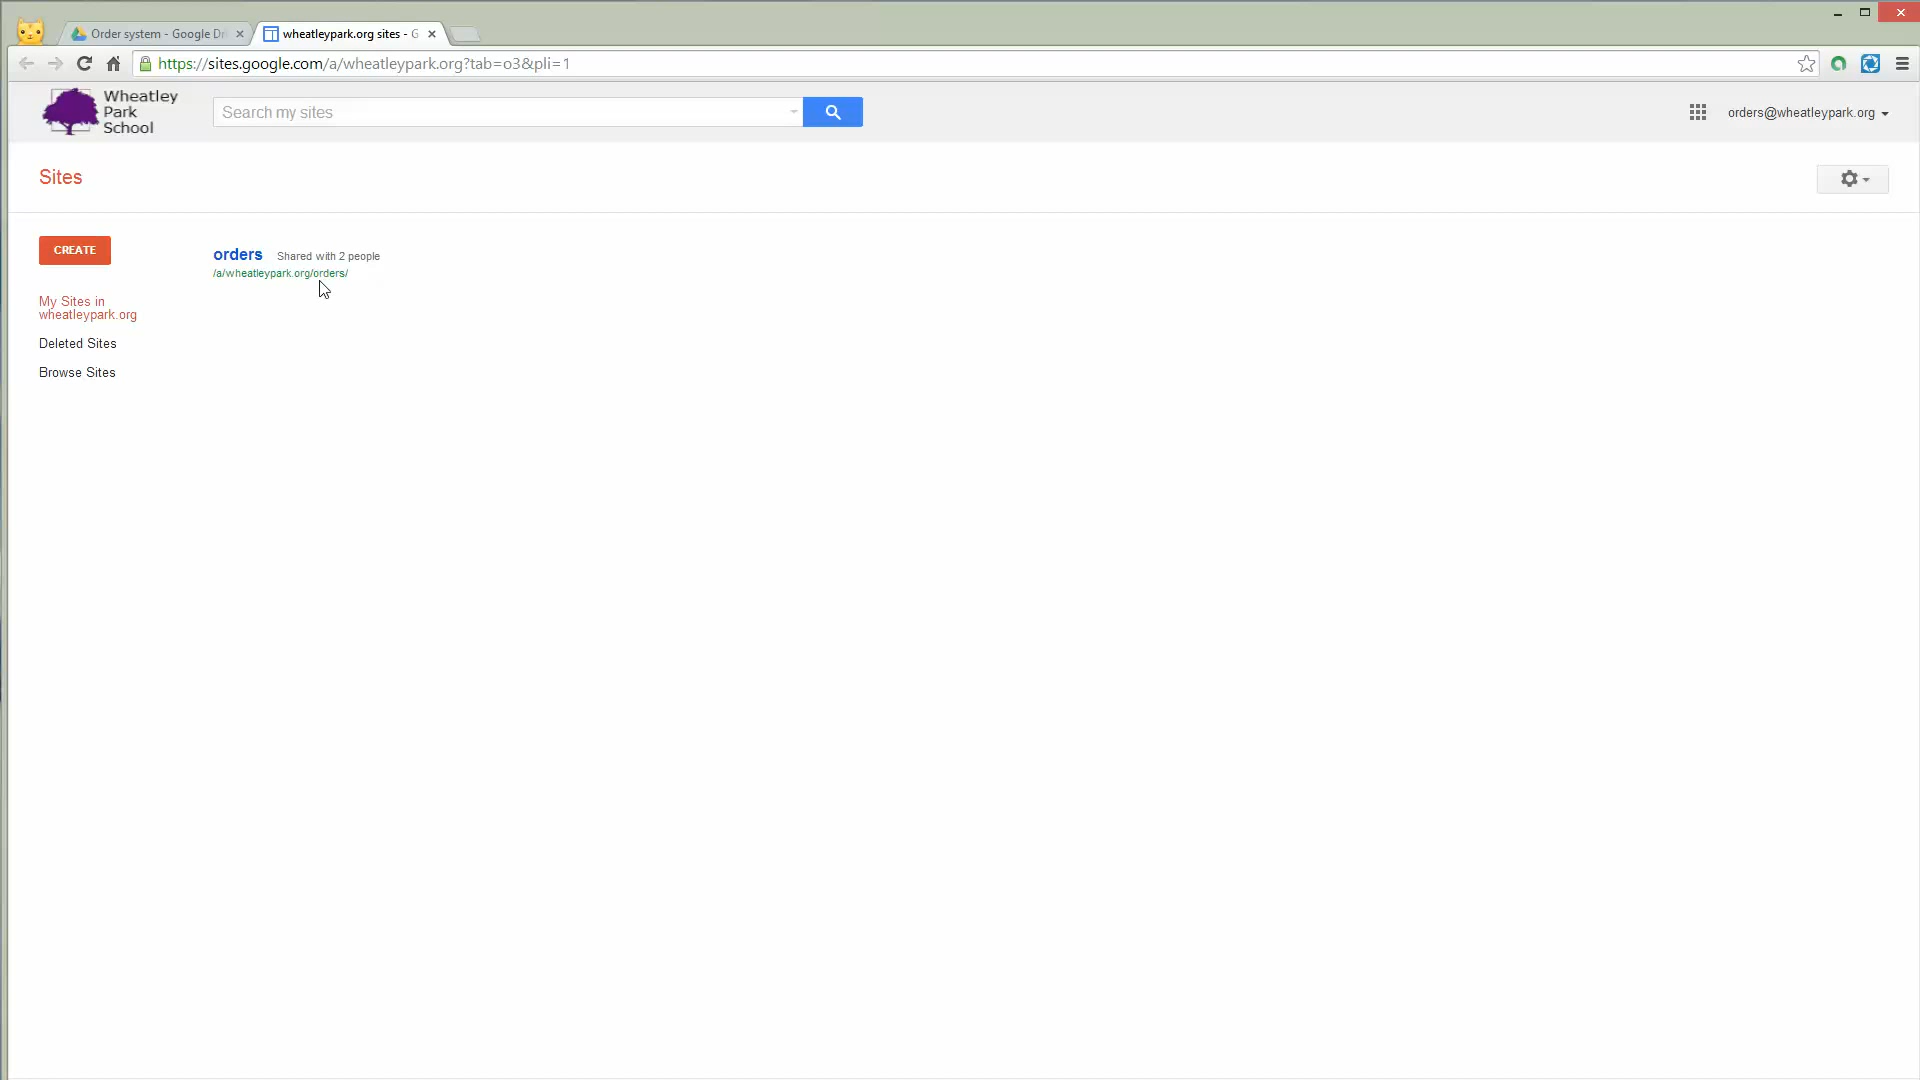 Order system - Google Dri
wheatleypark.org sites - G
https://sites.google.com/a/wheatleypark.org?tab=o3&pli=1
Wheatley
Park
School
Search my sites
orders@wheatleypark.org
Sites
CREATE
orders Shared with 2 people
/a/wheatleypark.org/orders/
My Sites in
wheatleypark.org
Deleted Sites
Browse Sites